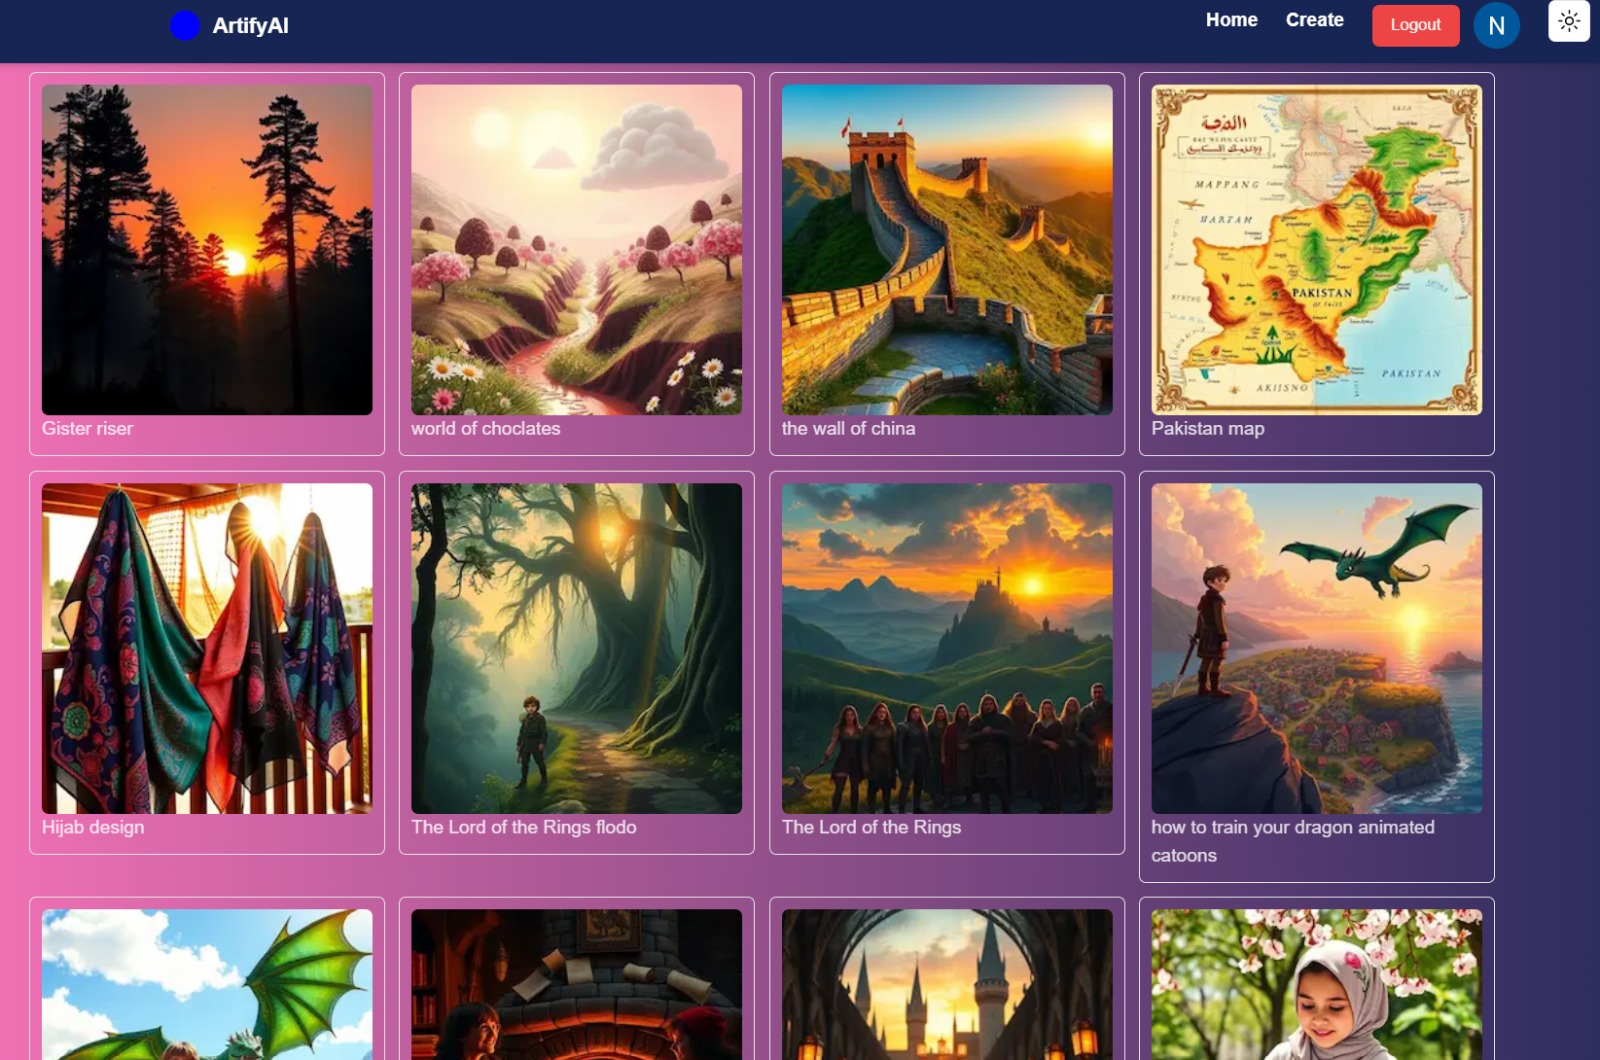 ArtifyAI
Home
Create
Logout
N
MAPPANG
PAKISTAN
PAKISTAN
Gister riser
world of choclates
the wall of china
Pakistan map
Hijab design
The Lord of the Rings flodo
The Lord of the Rings
how to train your dragon animated
catoons